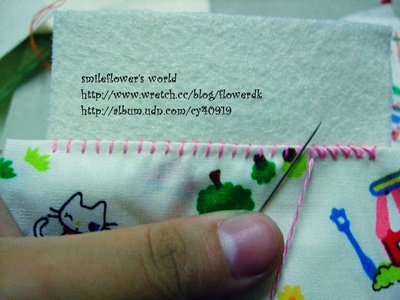 smileflower's world
http://www.wretch.cc/blog/flowerdk
http://album.udn.com/cy40919